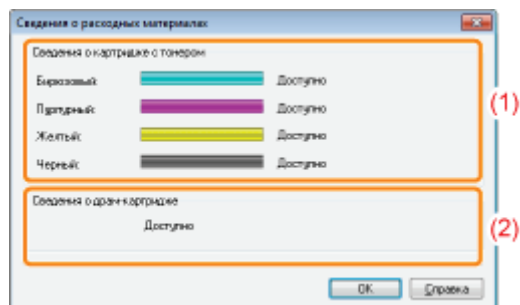 Сведения о расходных материалах
Сведения о картридже с тонером
Бирюзовый: Доступно
Пурпурный: Доступно
(1)
Желтый: Доступно
Черный: Доступно
Сведения о драм-картридже
Доступно
(2)
OK Справка